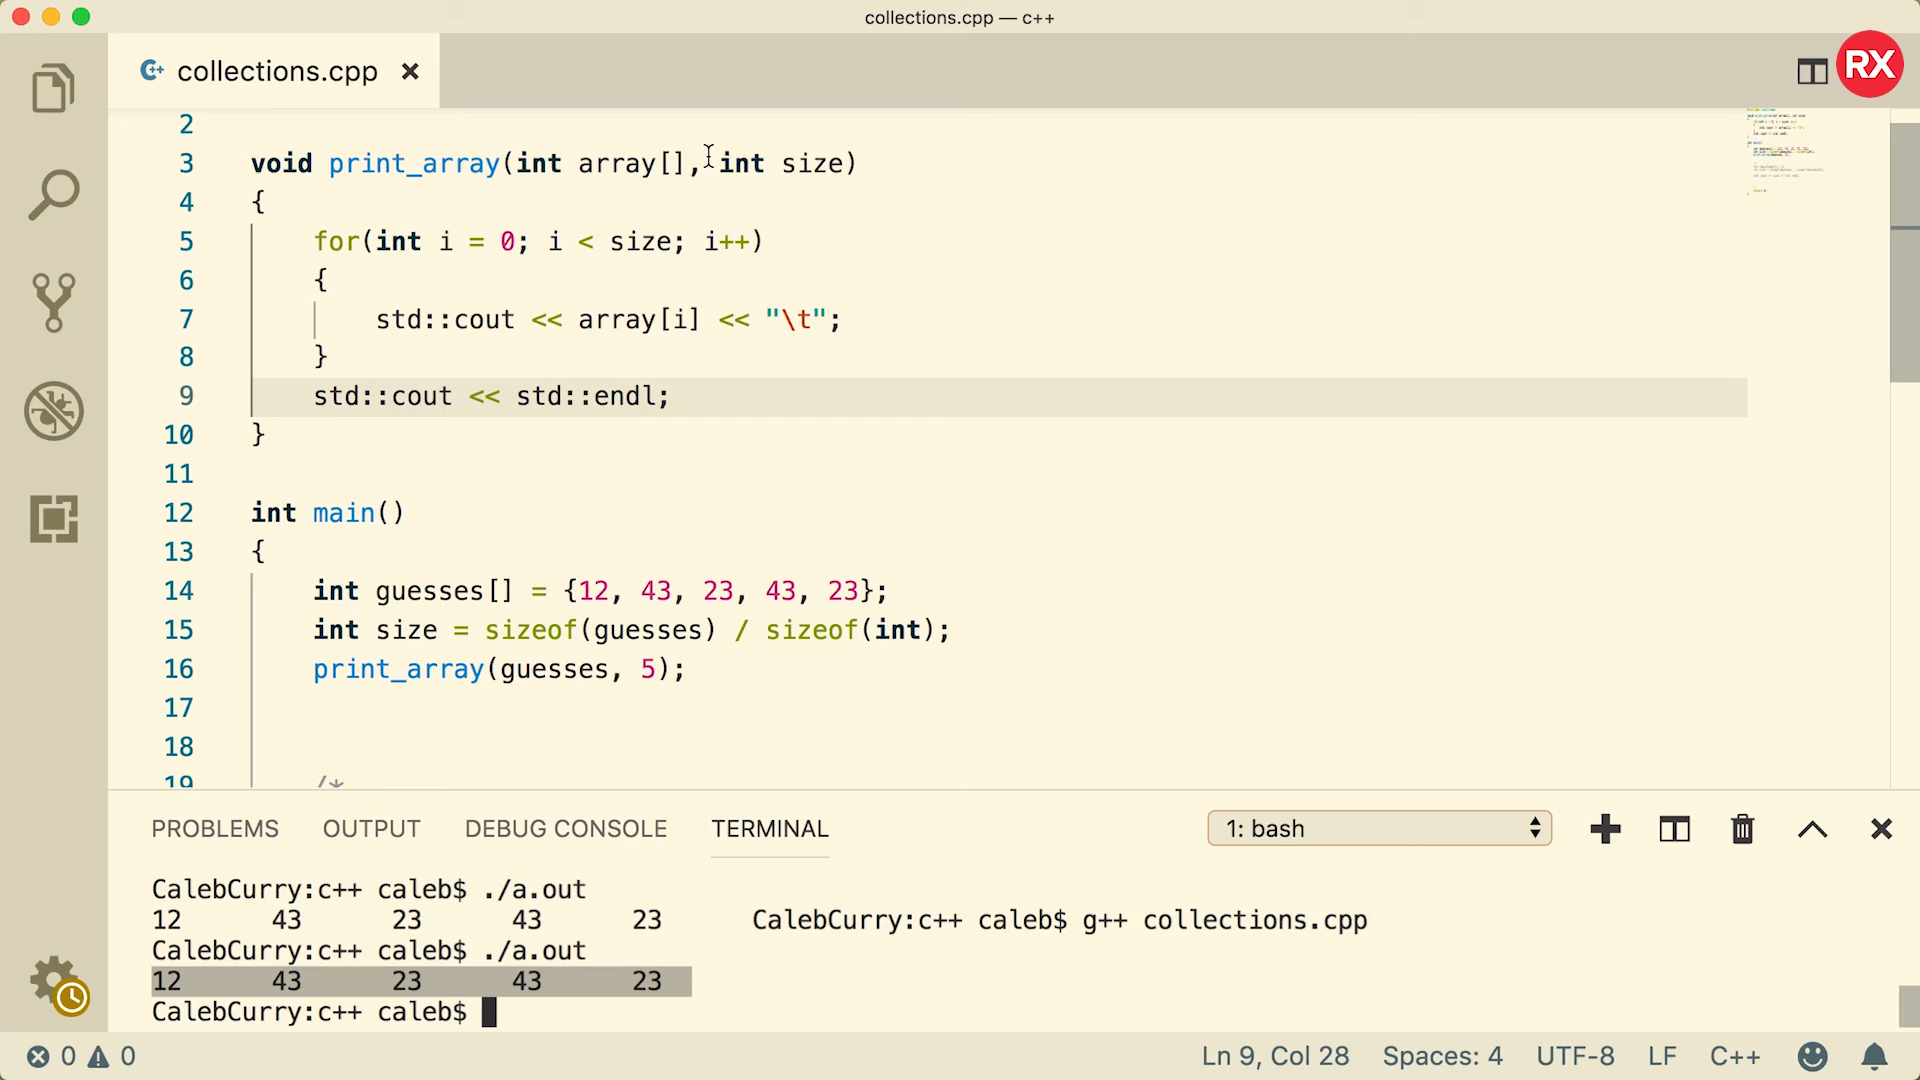 collections.cpp — c++
collections.cpp
RX
2
3 void print_array(int array[], int size)
4 {
5 for(int i = 0; i < size; i++)
6 {
7 std::cout << array[i] << "\t";
8 }
9 std::cout << std::endl;
10 }
11
12 int main()
13 {
14 int guesses[] = {12, 43, 23, 43, 23};
15 int size = sizeof(guesses) / sizeof(int);
16 print_array(guesses, 5);
17
18
19 /*
PROBLEMS OUTPUT DEBUG CONSOLE TERMINAL 1: bash
CalebCurry:c++ caleb$ ./a.out
12 43 23 43 23 CalebCurry:c++ caleb$ g++ collections.cpp
CalebCurry:c++ caleb$ ./a.out
12 43 23 43 23
CalebCurry:c++ caleb$
0 0 Ln 9, Col 28 Spaces: 4 UTF-8 LF C++